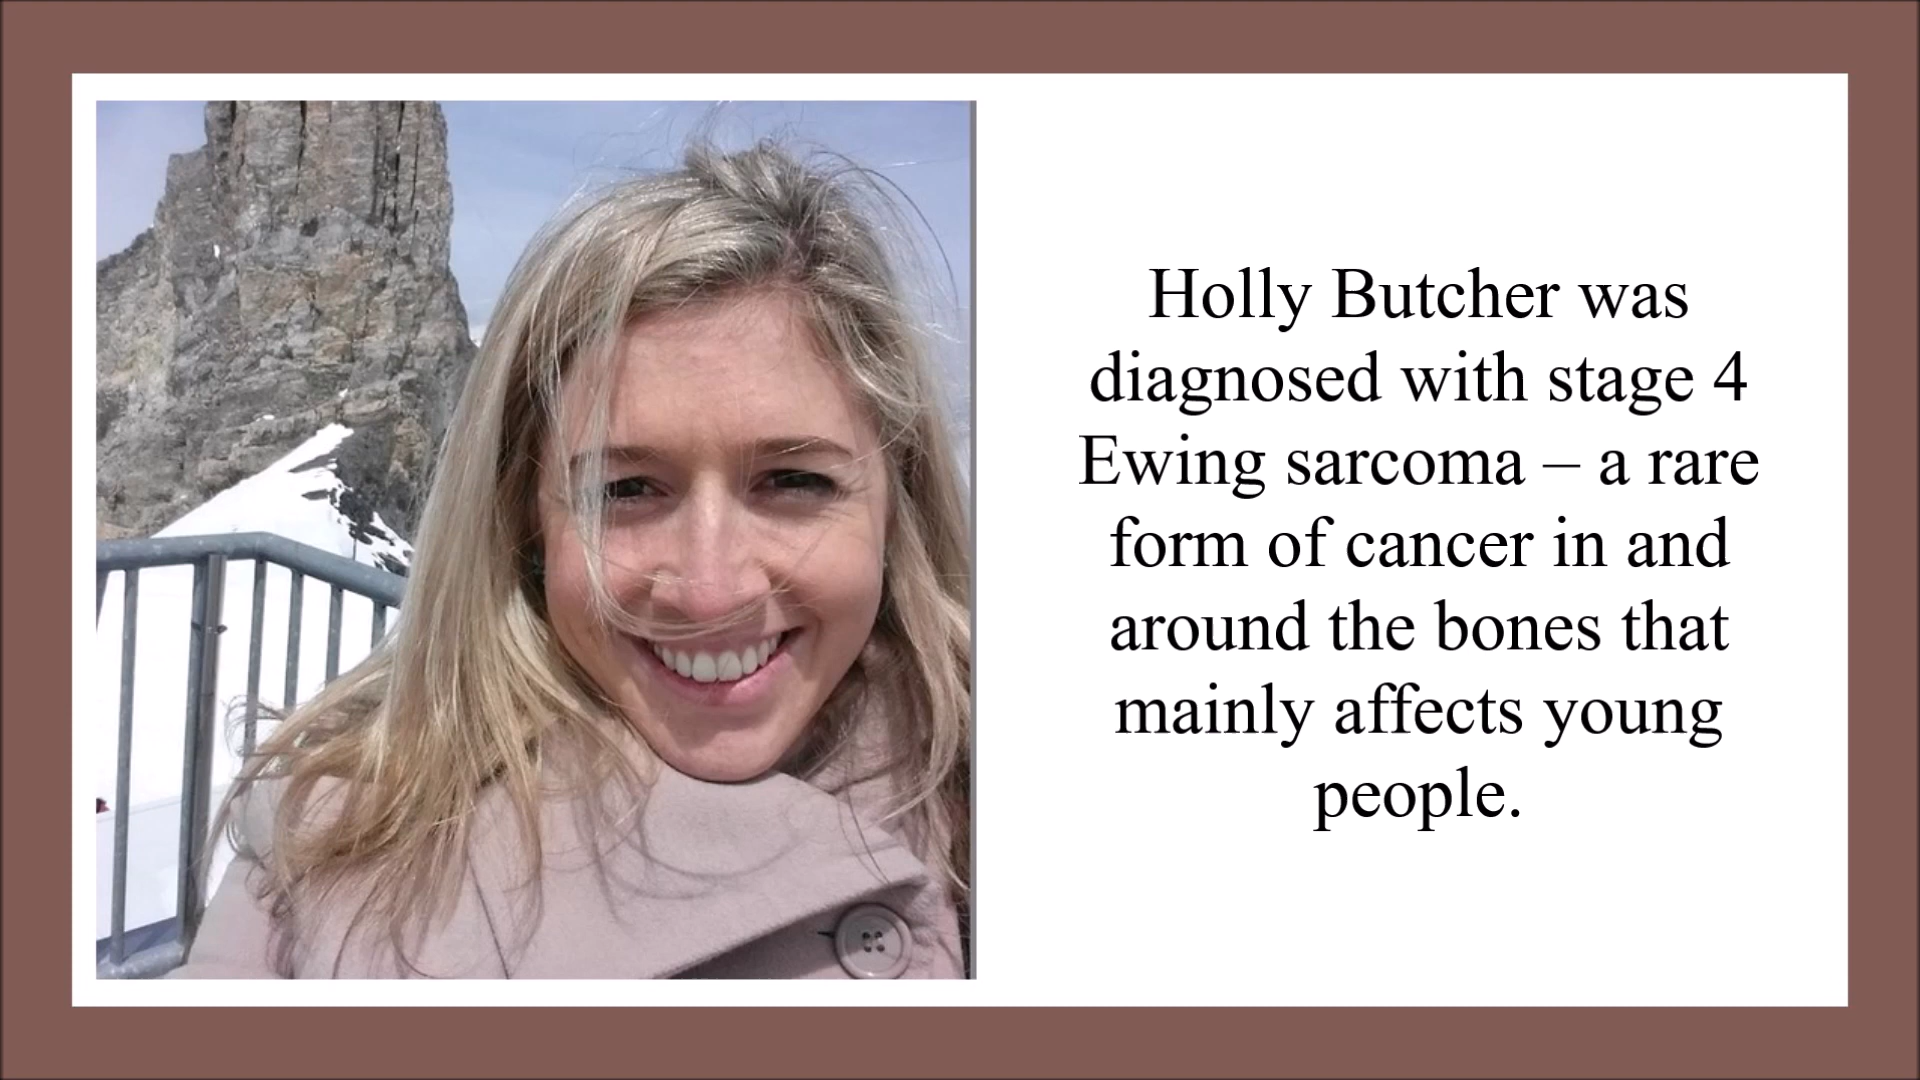 Holly Butcher was
diagnosed with stage 4
Ewing sarcoma – a rare
form of cancer in and
around the bones that
mainly affects young
people.